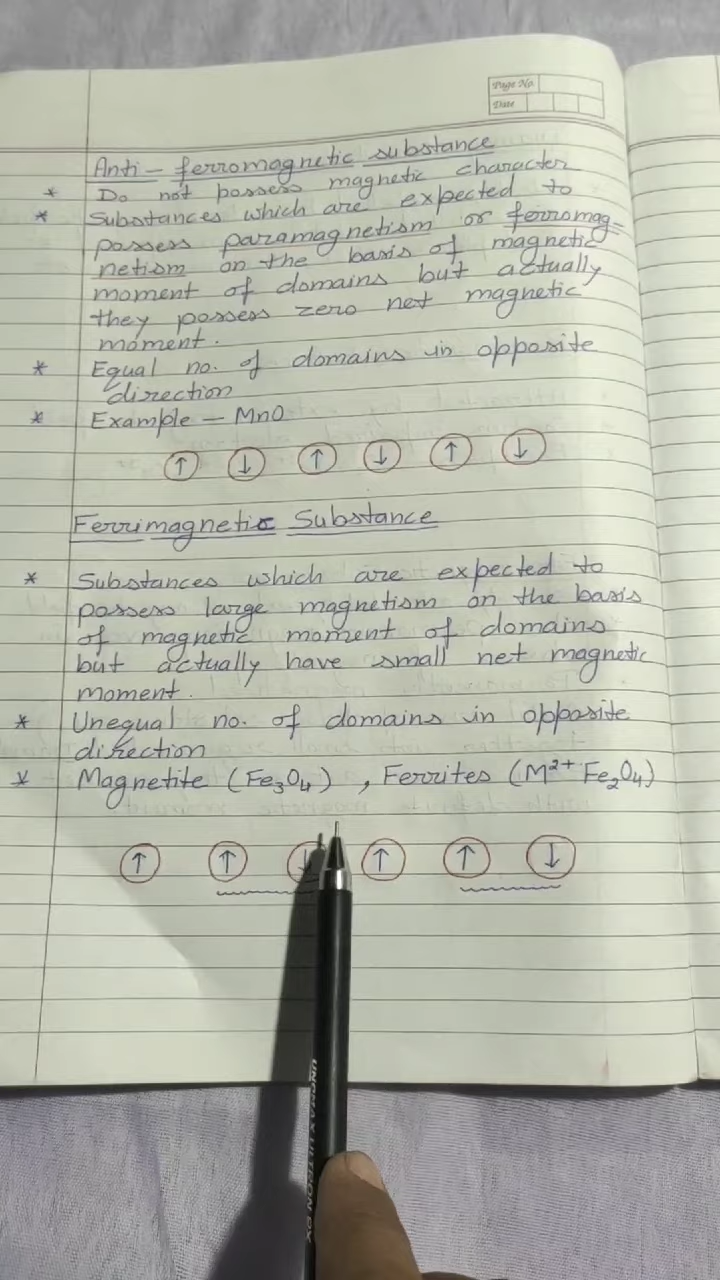 Page No.
Date
Anti - ferromagnetic substance
* Do not possess magnetic character
* Substances which are expected to
possess paramagnetism or ferromag=
netism on the basis of magnetic
moment of domains but actually
they possess zero net magnetic
moment.
* Equal no. of domains in opposite
direction
* Example - MnO
↑ ↓ ↑ ↓ ↑ ↓
Ferrimagnetic Substance
* Substances which are expected to
possess large magnetism on the basis
of magnetic moment of domains
but actually have small net magnetic
moment.
* Unequal no. of domains in opposite
direction
* Magnetite (Fe₃O₄) , Ferrites (M²⁺ Fe₂O₄)
↑ ↑ ↓ ↑ ↑ ↓